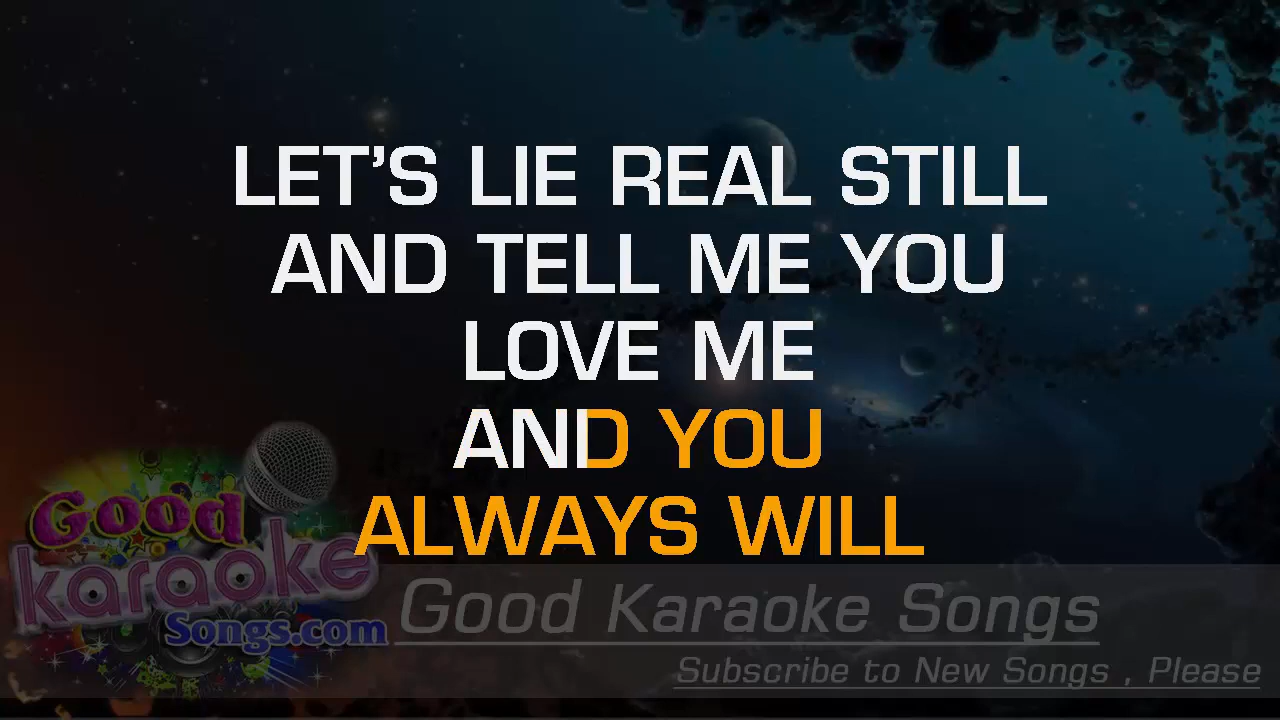 LET'S LIE REAL STILL
AND TELL ME YOU
LOVE ME
AND YOU
ALWAYS WILL
Good
karaoke
Songs.com
Good Karaoke Songs
Subscribe to New Songs , Please